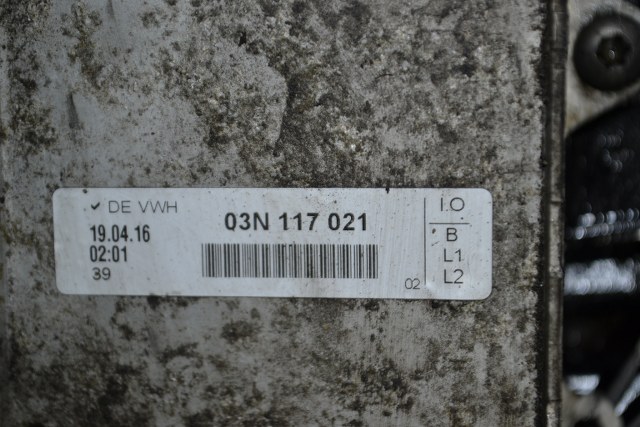 ✓ DE VWH
03N 117 021
19.04.16
02:01
39
02
I.O
B
L1
L2